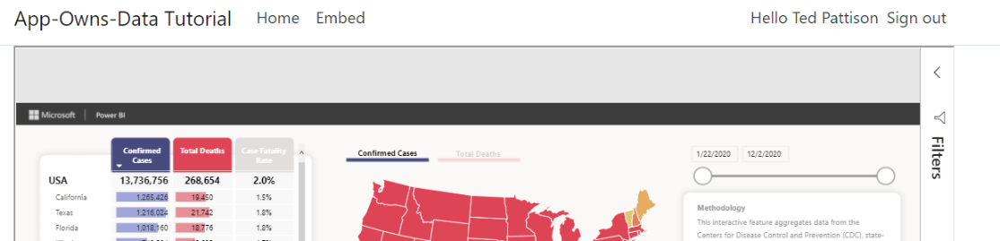 App-Owns-Data Tutorial Home Embed Hello Ted Pattison Sign out
Microsoft Power BI
Filters
Confirmed Cases Total Deaths Case Fatality Rate
USA 13,736,756 268,654 2.0%
California 1,265,426 19,450 1.5%
Texas 1,216,024 21,742 1.8%
Florida 1,018,160 18,776 1.8%
Confirmed Cases Total Deaths
1/22/2020 12/2/2020
Methodology
This interactive feature aggregates data from the
Centers for Disease Control and Prevention (CDC), state-